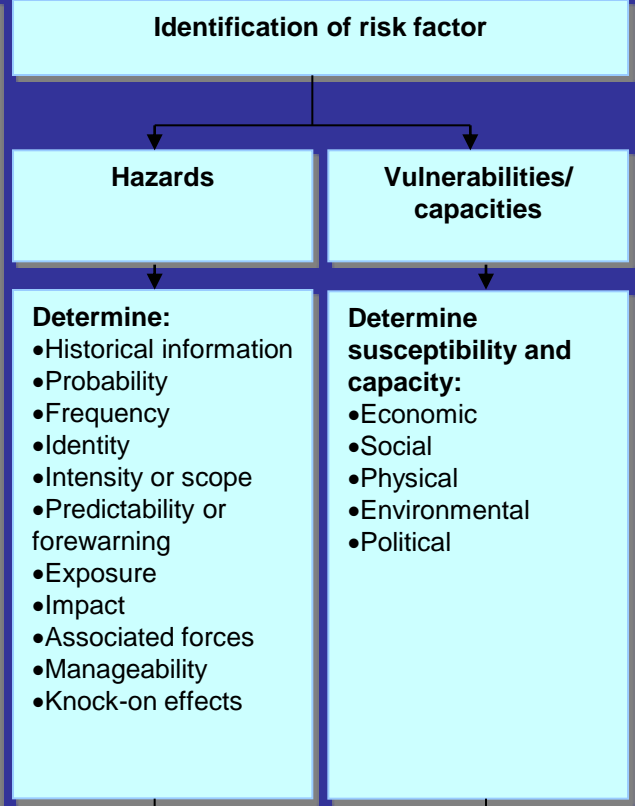 Identification of risk factor
Hazards
Vulnerabilities/
capacities
Determine:
•Historical information
•Probability
•Frequency
•Identity
•Intensity or scope
•Predictability or
forewarning
•Exposure
•Impact
•Associated forces
•Manageability
•Knock-on effects
Determine
susceptibility and
capacity:
•Economic
•Social
•Physical
•Environmental
•Political